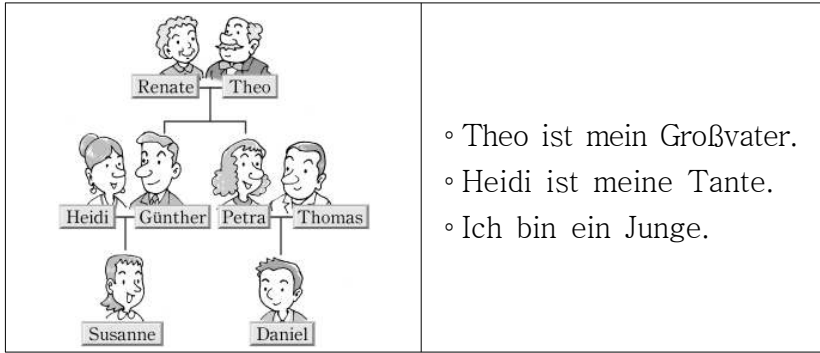 Renate Theo
Heidi Günther Petra Thomas
Susanne Daniel
◦ Theo ist mein Großvater.
◦ Heidi ist meine Tante.
◦ Ich bin ein Junge.